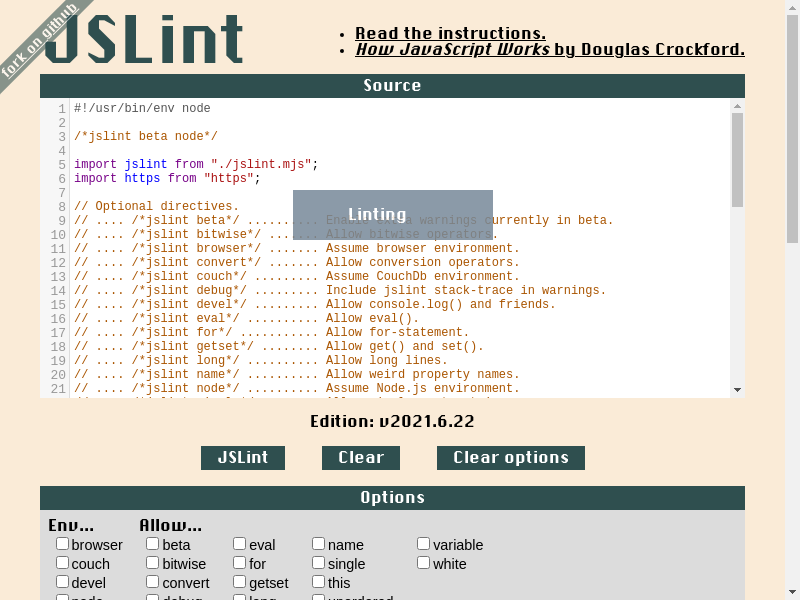 fork on github
JSLint
• Read the instructions.
• How JavaScript Works by Douglas Crockford.
Source
1 #!/usr/bin/env node
2
3 /*jslint beta node*/
4
5 import jslint from "./jslint.mjs";
6 import https from "https";
7
8 // Optional directives.
9 // .... /*jslint beta*/ .......... Enable extra warnings currently in beta.
10 // .... /*jslint bitwise*/ ....... Allow bitwise operators.
11 // .... /*jslint browser*/ ....... Assume browser environment.
12 // .... /*jslint convert*/ ....... Allow conversion operators.
13 // .... /*jslint couch*/ ......... Assume CouchDb environment.
14 // .... /*jslint debug*/ ......... Include jslint stack-trace in warnings.
15 // .... /*jslint devel*/ ......... Allow console.log() and friends.
16 // .... /*jslint eval*/ .......... Allow eval().
17 // .... /*jslint for*/ ........... Allow for-statement.
18 // .... /*jslint getset*/ ........ Allow get() and set().
19 // .... /*jslint long*/ .......... Allow long lines.
20 // .... /*jslint name*/ .......... Allow weird property names.
21 // .... /*jslint node*/ .......... Assume Node.js environment.
Linting
Edition: v2021.6.22
JSLint Clear Clear options
Options
Env... Allow...
browser beta eval name variable
couch bitwise for single white
devel convert getset this
node debug long unordered